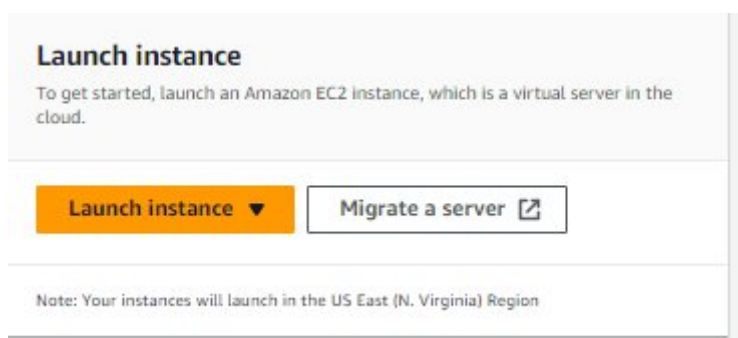 Launch instance
To get started, launch an Amazon EC2 instance, which is a virtual server in the
cloud.
Launch instance
Migrate a server
Note: Your instances will launch in the US East (N. Virginia) Region